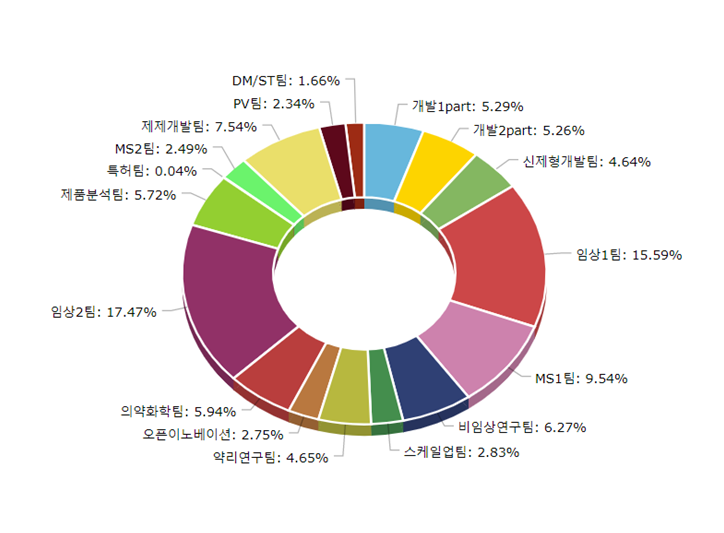 DM/ST팀: 1.66%
PV팀: 2.34%
제제개발팀: 7.54%
MS2팀: 2.49%
특허팀: 0.04%
제품분석팀: 5.72%
임상2팀: 17.47%
의약화학팀: 5.94%
오픈이노베이션: 2.75%
약리연구팀: 4.65%
개발1part: 5.29%
개발2part: 5.26%
신제형개발팀: 4.64%
임상1팀: 15.59%
MS1팀: 9.54%
비임상연구팀: 6.27%
스케일업팀: 2.83%